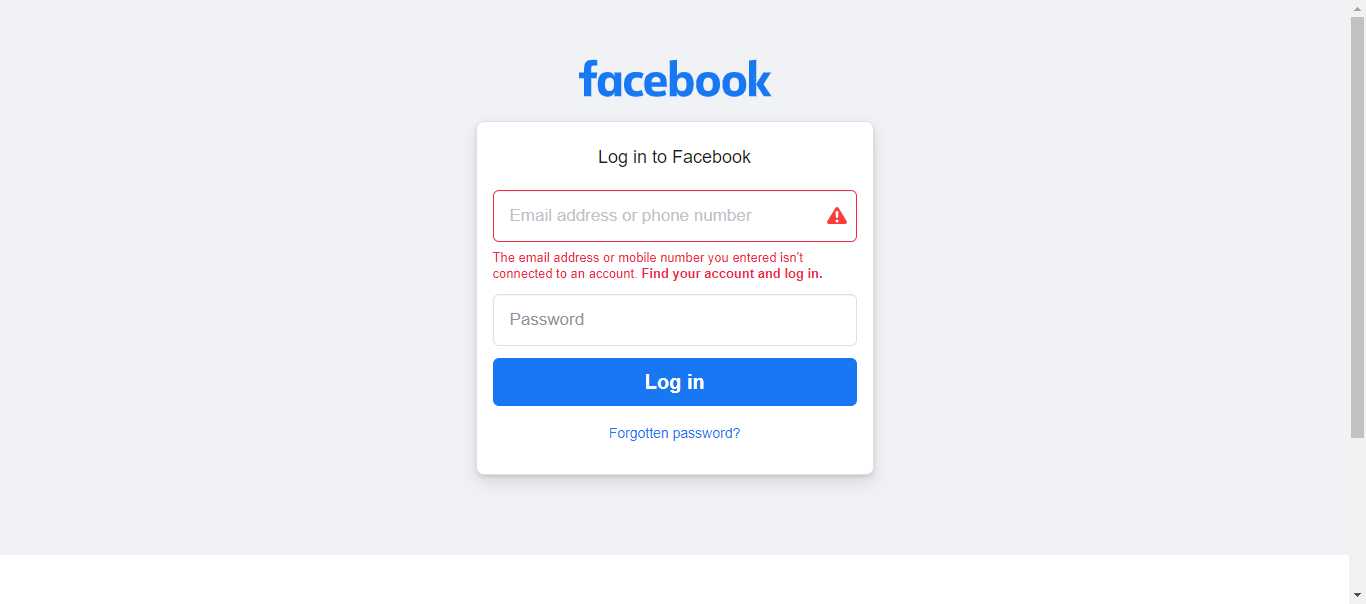 facebook
Log in to Facebook
Email address or phone number
The email address or mobile number you entered isn't
connected to an account. Find your account and log in.
Password
Log in
Forgotten password?